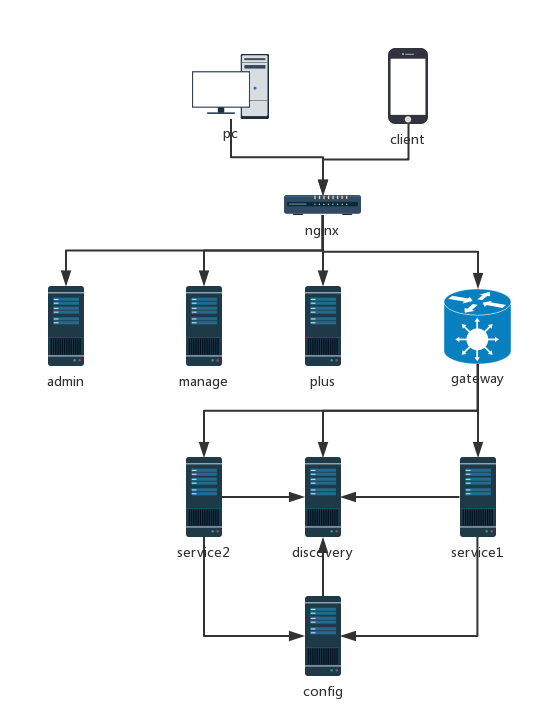 pc
client
nginx
admin
manage
plus
gateway
service2
discovery
service1
config